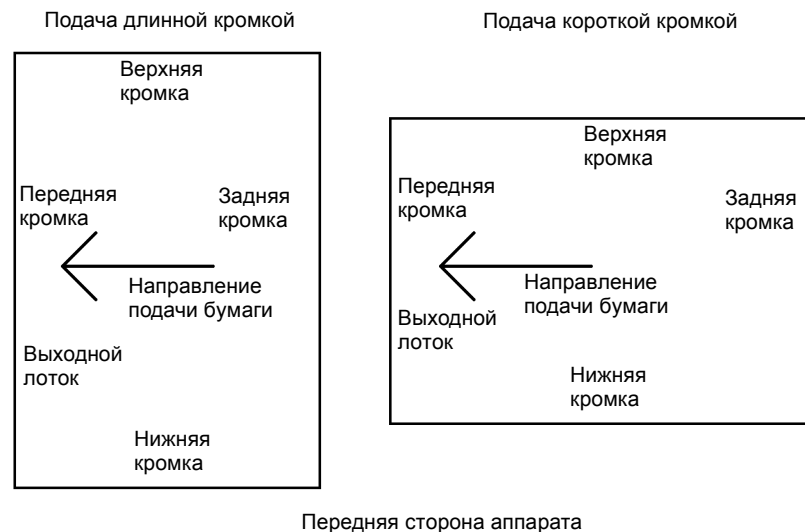 Подача длинной кромкой
Верхняя
кромка
Передняя
кромка
Задняя
кромка
Направление
подачи бумаги
Выходной
лоток
Нижняя
кромка
Подача короткой кромкой
Верхняя
кромка
Передняя
кромка
Задняя
кромка
Направление
подачи бумаги
Выходной
лоток
Нижняя
кромка
Передняя сторона аппарата